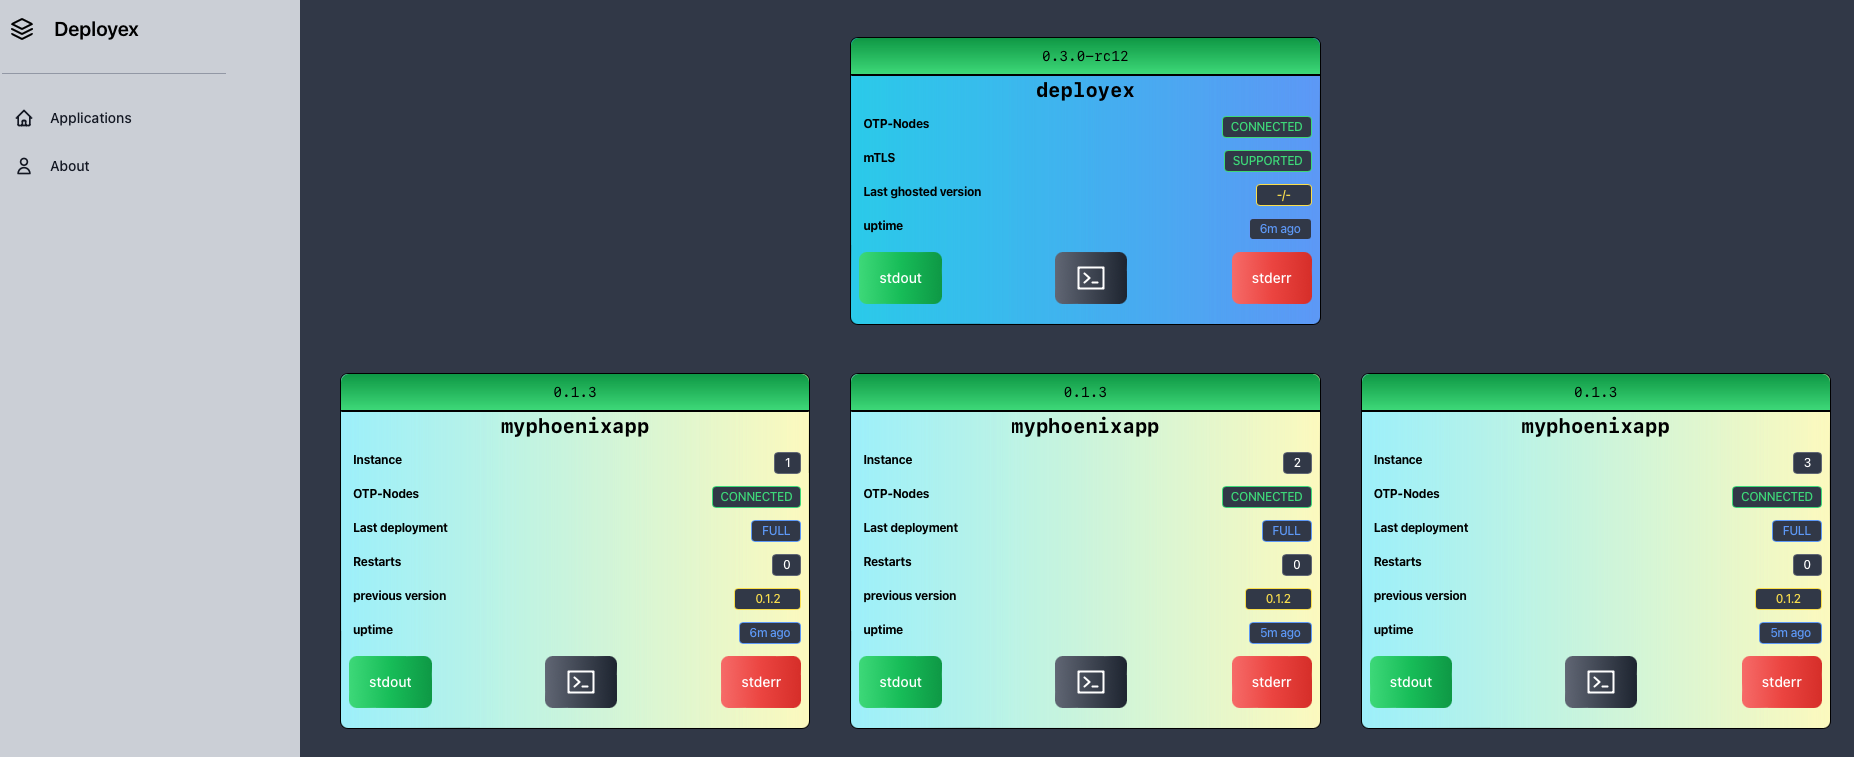 Deployex
Applications
About
0.3.0-rc12
deployex
OTP-Nodes CONNECTED
mTLS SUPPORTED
Last ghosted version -/-
uptime 6m ago
stdout stderr
0.1.3
myphoenixapp
Instance 1
OTP-Nodes CONNECTED
Last deployment FULL
Restarts 0
previous version 0.1.2
uptime 6m ago
stdout stderr
0.1.3
myphoenixapp
Instance 2
OTP-Nodes CONNECTED
Last deployment FULL
Restarts 0
previous version 0.1.2
uptime 5m ago
stdout stderr
0.1.3
myphoenixapp
Instance 3
OTP-Nodes CONNECTED
Last deployment FULL
Restarts 0
previous version 0.1.2
uptime 5m ago
stdout stderr